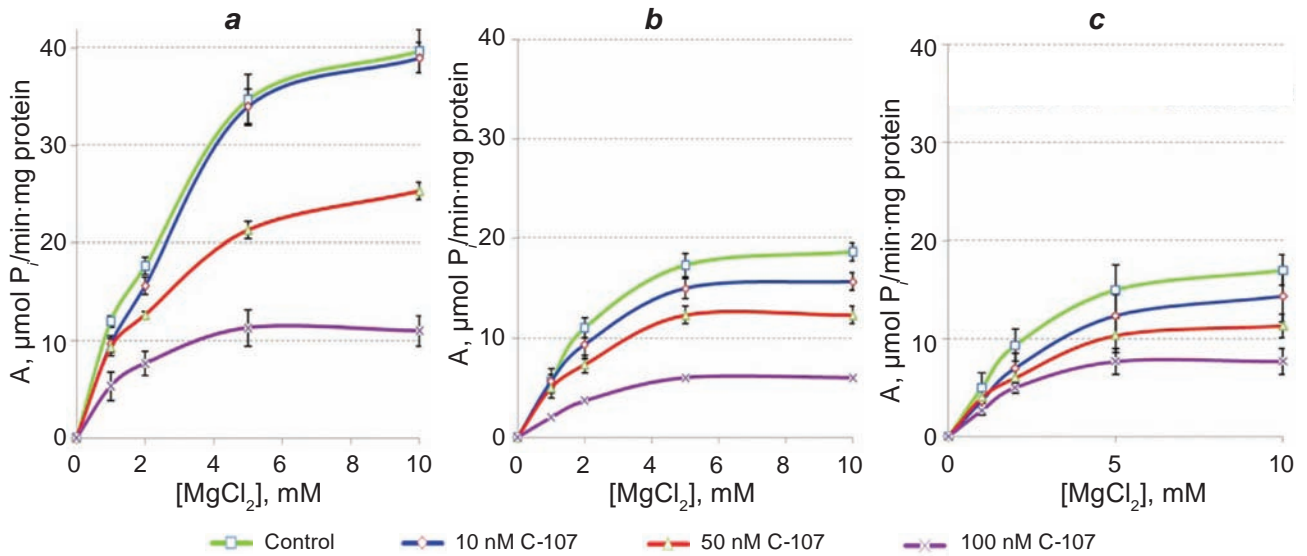 a
A, μmol Pi/min·mg protein
40
30
20
10
0
0 2 4 6 8 10
[MgCl2], mM
b
A, μmol Pi/min·mg protein
40
30
20
10
0
0 2 4 6 8 10
[MgCl2], mM
c
A, μmol Pi/min·mg protein
40
30
20
10
0
0 5 10
[MgCl2], mM
Control 10 nM C-107 50 nM C-107 100 nM C-107